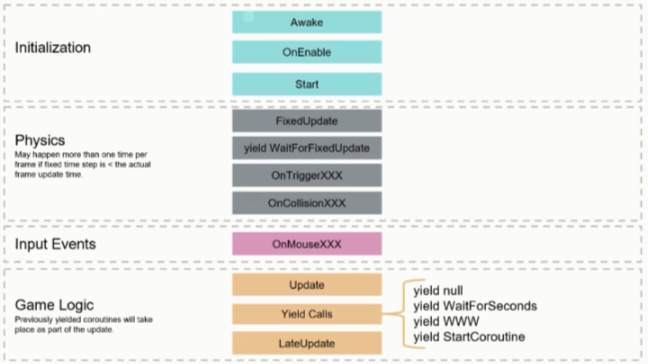 Initialization
Awake
OnEnable
Start
Physics
May happen more than one time per
frame if fixed time step is < the actual
frame update time.
FixedUpdate
yield WaitForFixedUpdate
OnTriggerXXX
OnCollisionXXX
Input Events
OnMouseXXX
Game Logic
Previously yielded coroutines will take
place as part of the update.
Update
Yield Calls
LateUpdate
yield null
yield WaitForSeconds
yield WWW
yield StartCoroutine